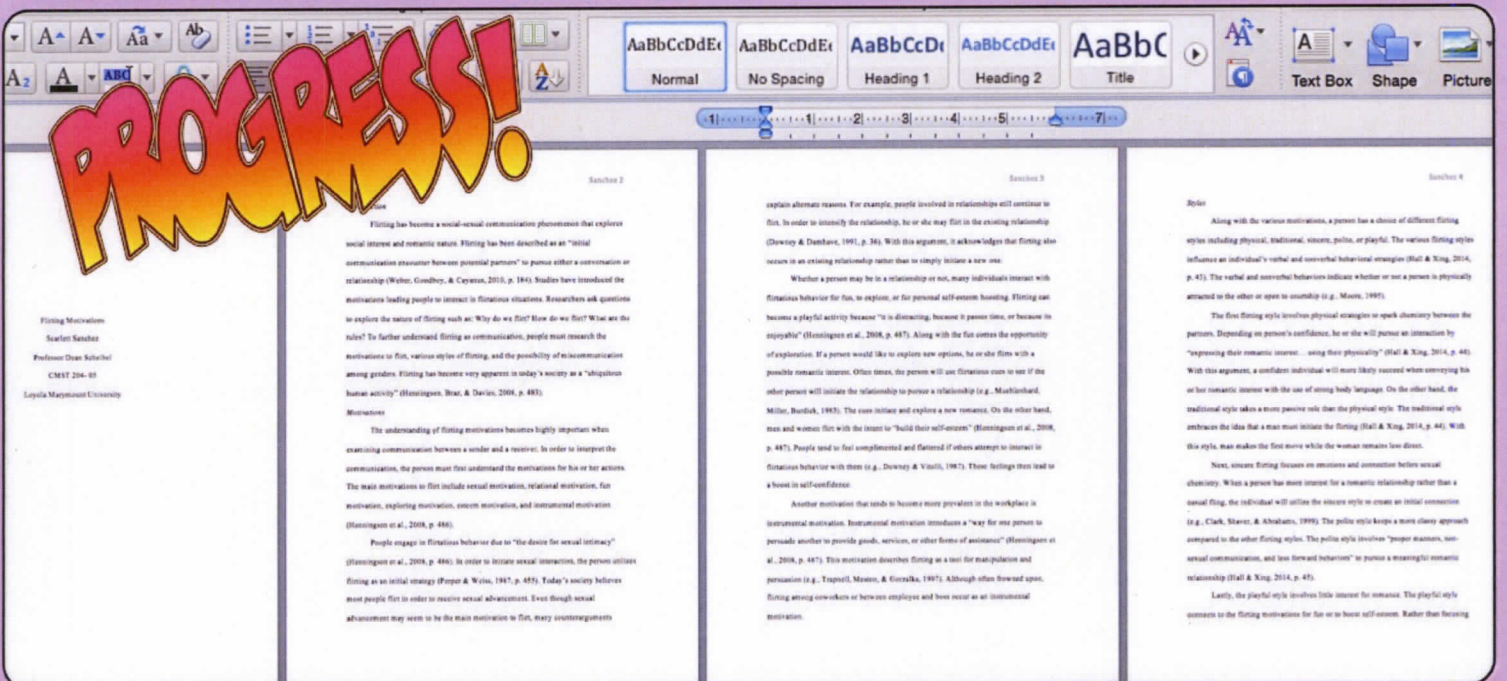 PROGRESS!
AaBbCcDdEe
Normal
AaBbCcDdEe
No Spacing
AaBbCcDt
Heading 1
AaBbCcDdEe
Heading 2
AaBbC
Title
Text Box
Shape
Picture
Flirting Motivations
Scarlett Sanchez
Professor Dean Scheibel
CMST 204- 05
Loyola Marymount University
Sanchez 2
Flirting has become a social-sexual communication phenomenon that explores
social interest and romantic nature. Flirting has been described as an “initial
communication encounter between potential partners” to pursue either a conversation or
relationship (Weber, Goodboy, & Cayanus, 2010, p. 184). Studies have introduced the
motivations leading people to interact in flirtatious situations. Researchers ask questions
to explore the nature of flirting such as: Why do we flirt? How do we flirt? What are the
rules? To further understand flirting as communication, people must research the
motivations to flirt, various styles of flirting, and the possibility of miscommunication
among genders. Flirting has become very apparent in today’s society as a “ubiquitous
human activity” (Henningsen, Braz, & Davies, 2008, p. 483).
Motivations
The understanding of flirting motivations becomes highly important when
examining communication between a sender and a receiver. In order to interpret the
communication, the person must first understand the motivations for his or her actions.
The main motivations to flirt include sexual motivation, relational motivation, fun
motivation, exploring motivation, esteem motivation, and instrumental motivation
(Henningsen et al., 2008, p. 486).
People engage in flirtatious behavior due to “the desire for sexual intimacy”
(Henningsen et al., 2008, p. 486). In order to initiate sexual interaction, the person utilizes
flirting as an initial strategy (Perper & Weiss, 1987, p. 455). Today’s society believes
most people flirt in order to receive sexual advancement. Even though sexual
advancement may seem to be the main motivation to flirt, many counterarguments
Sanchez 3
explain alternate reasons. For example, people involved in relationships still continue to
flirt. In order to intensify the relationship, he or she may flirt in the existing relationship
(Downey & Damhave, 1991, p. 36). With this argument, it acknowledges that flirting also
occurs in an existing relationship rather than to simply initiate a new one.
Whether a person may be in a relationship or not, many individuals interact with
flirtatious behavior for fun, to explore, or for personal self-esteem boosting. Flirting can
become a playful activity because “it is distracting, because it passes time, or because its
enjoyable” (Henningsen et al., 2008, p. 487). Along with the fun comes the opportunity
of exploration. If a person would like to explore new options, he or she flirts with a
possible romantic interest. Often times, the person will use flirtatious cues to see if the
other person will initiate the relationship to pursue a relationship (e.g., Muehlenhard,
Miller, Burdick, 1983). The cues initiate and explore a new romance. On the other hand,
men and women flirt with the intent to “build their self-esteem” (Henningsen et al., 2008,
p. 487). People tend to feel complimented and flattered if others attempt to interact in
flirtatious behavior with them (e.g., Downey & Vitulli, 1987). These feelings then lead to
a boost in self-confidence.
Another motivation that tends to become more prevalent in the workplace is
instrumental motivation. Instrumental motivation introduces a “way for one person to
persuade another to provide goods, services, or other forms of assistance” (Henningsen et
al., 2008, p. 487). This motivation describes flirting as a tool for manipulation and
persuasion (e.g., Trapnell, Meston, & Gorzalka, 1997). Although often frowned upon,
flirting among coworkers or between employee and boss occur as an instrumental
motivation.
Sanchez 4
Styles
Along with the various motivations, a person has a choice of different flirting
styles including physical, traditional, sincere, polite, or playful. The various flirting styles
influence an individual’s verbal and nonverbal behavioral strategies (Hall & Xing, 2014,
p. 43). The verbal and nonverbal behaviors indicate whether or not a person is physically
attracted to the other or open to courtship (e.g., Moore, 1995).
The first flirting style involves physical strategies to spark chemistry between the
partners. Depending on person’s confidence, he or she will pursue an interaction by
“expressing their romantic interest… using their physicality” (Hall & Xing, 2014, p. 44).
With this argument, a confident individual will more likely succeed when conveying his
or her romantic interest with the use of strong body language. On the other hand, the
traditional style takes a more passive role than the physical style. The traditional style
embraces the idea that a man must initiate the flirting (Hall & Xing, 2014, p. 44). With
this style, man makes the first move while the woman remains less direct.
Next, sincere flirting focuses on emotions and connection before sexual
chemistry. When a person has more interest for a romantic relationship rather than a
casual fling, the individual will utilize the sincere style to create an initial connection
(e.g., Clark, Shaver, & Abrahams, 1999). The polite style keeps a more classy approach
compared to the other flirting styles. The polite style involves “proper manners, non-
sexual communication, and less forward behaviors” to pursue a meaningful romantic
relationship (Hall & Xing, 2014, p. 45).
Lastly, the playful style involves little interest for romance. The playful style
connects to the flirting motivations for fun or to boost self-esteem. Rather than focusing